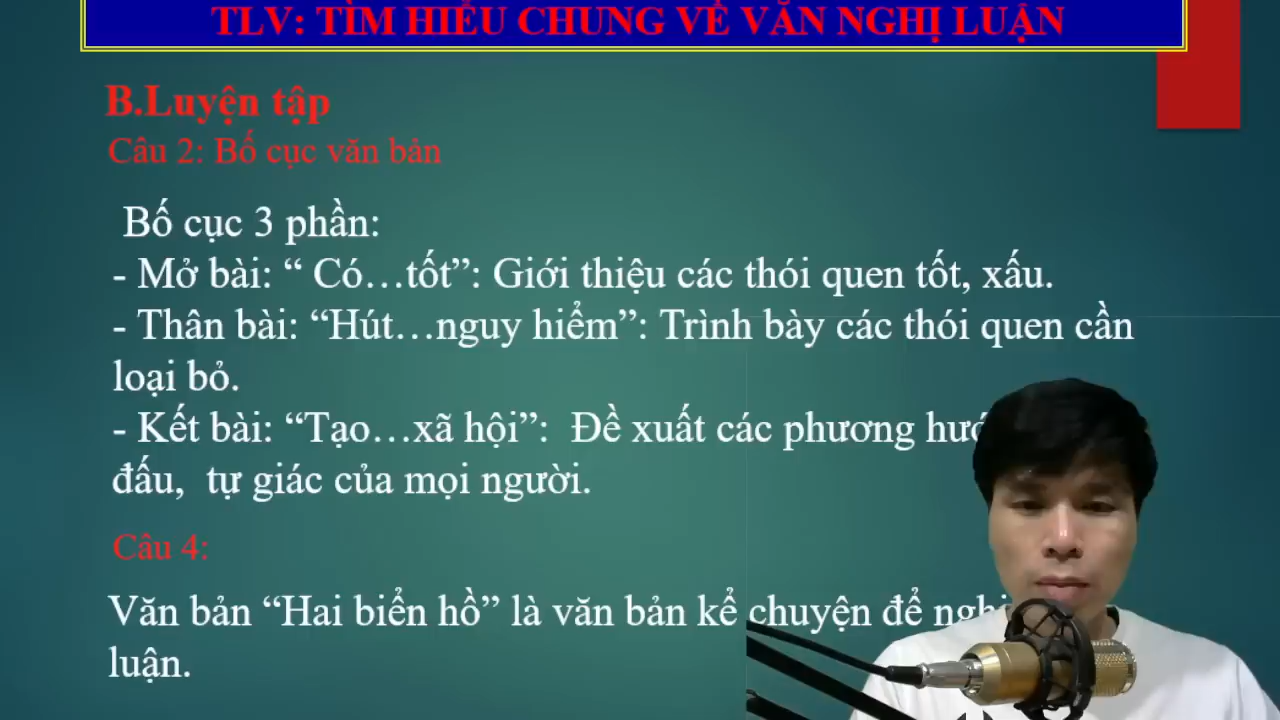 TLV: TÌM HIỂU CHUNG VỀ VĂN NGHỊ LUẬN
B.Luyện tập
Câu 2: Bố cục văn bản
Bố cục 3 phần:
- Mở bài: “ Có…tốt”: Giới thiệu các thói quen tốt, xấu.
- Thân bài: “Hút…nguy hiểm”: Trình bày các thói quen cần
loại bỏ.
- Kết bài: “Tạo…xã hội”: Đề xuất các phương
đấu, tự giác của mọi người.
Câu 4:
Văn bản “Hai biển hồ” là văn bản kể chuyện để
luận.